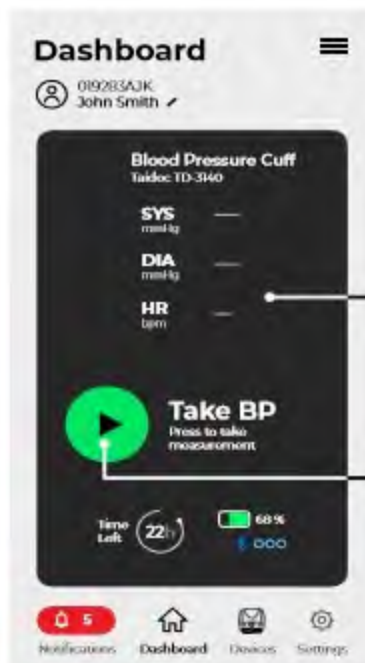 Dashboard
019283AJK
John Smith
Blood Pressure Cuff
Taidoc TD-3140
SYS
mmHg
DIA
mmHg
HR
bpm
Take BP
Press to take
measurement
Time
Left
22h
68%
5
Notifications Dashboard Devices Settings